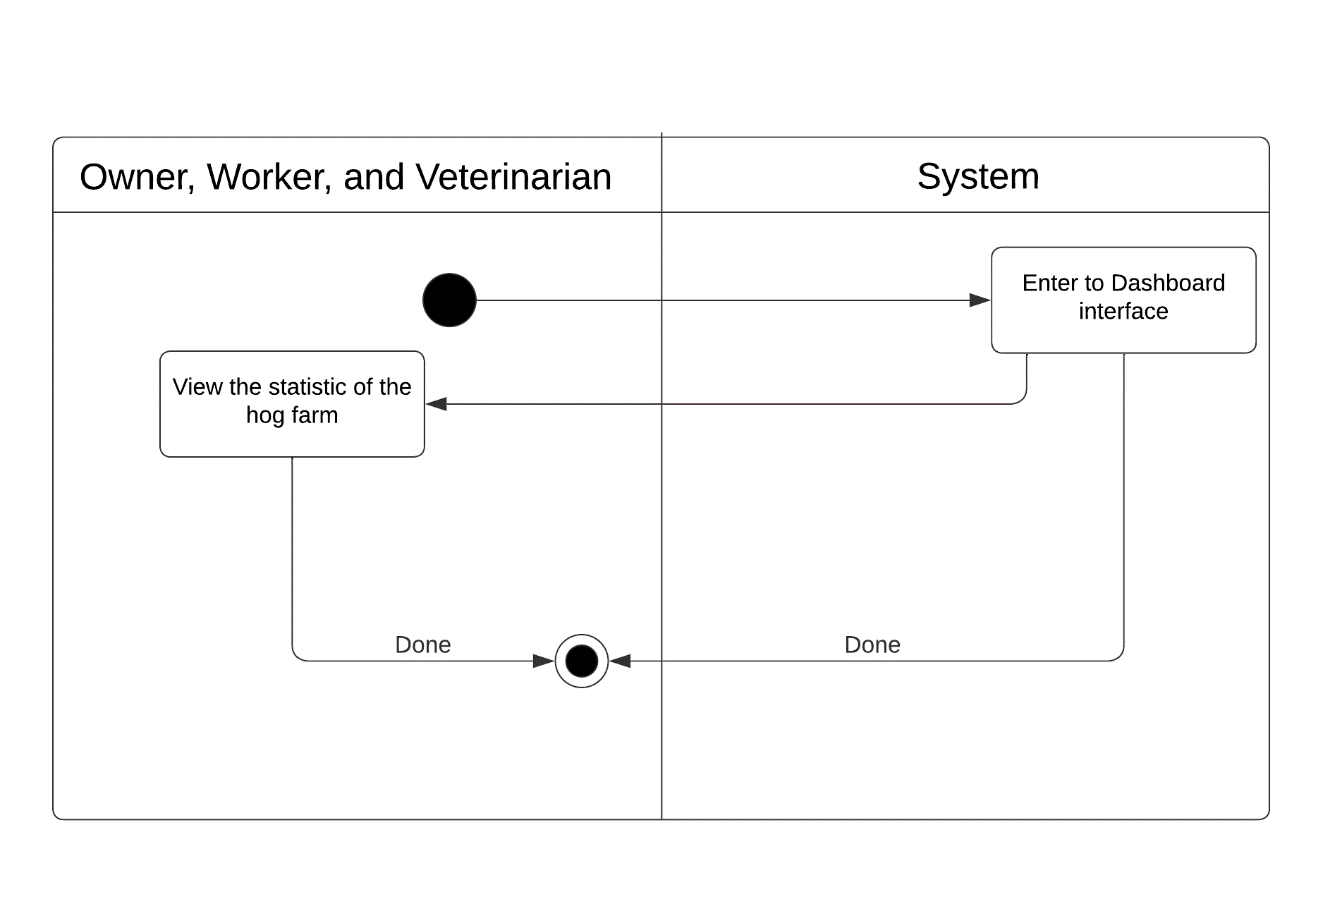 Owner, Worker, and Veterinarian
System
Enter to Dashboard
interface
View the statistic of the
hog farm
Done
Done